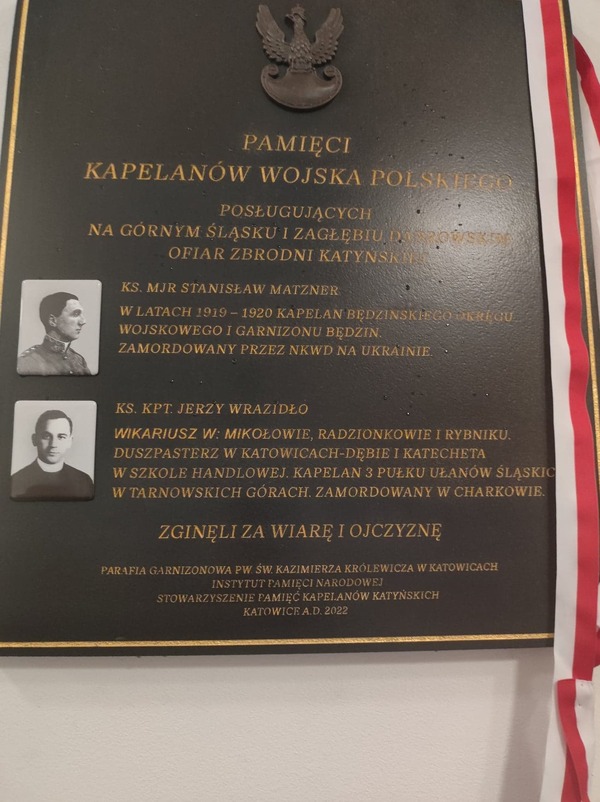 PAMIĘCI
KAPELANÓW WOJSKA POLSKIEGO
POSŁUGUJĄCYCH
NA GÓRNYM ŚLĄSKU I ZAGŁĘBIU DĄBROWSKIM
OFIAR ZBRODNI KATYŃSKIEJ
KS. MJR STANISŁAW MATZNER
W LATACH 1919 – 1920 KAPELAN BĘDZIŃSKIEGO OKRĘGU
WOJSKOWEGO I GARNIZONU BĘDZIN.
ZAMORDOWANY PRZEZ NKWD NA UKRAINIE.
KS. KPT. JERZY WRAZIDŁO
WIKARIUSZ W: MIKOŁOWIE, RADZIONKOWIE I RYBNIKU.
DUSZPASTERZ W KATOWICACH-DĘBIE I KATECHETA
W SZKOLE HANDLOWEJ. KAPELAN 3 PUŁKU UŁANÓW ŚLĄSKIC
W TARNOWSKICH GÓRACH. ZAMORDOWANY W CHARKOWIE.
ZGINĘLI ZA WIARĘ I OJCZYZNĘ
PARAFIA GARNIZONOWA PW. ŚW. KAZIMIERZA KRÓLEWICZA W KATOWICACH
INSTYTUT PAMIĘCI NARODOWEJ
STOWARZYSZENIE PAMIĘĆ KAPELANÓW KATYŃSKICH
KATOWICE A.D. 2022